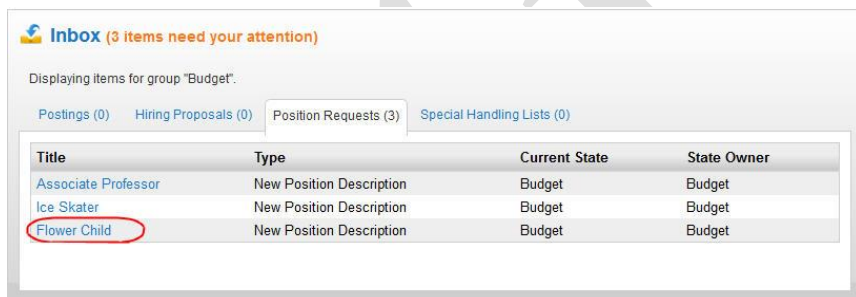 Inbox (3 items need your attention)
Displaying items for group "Budget".
Postings (0) Hiring Proposals (0) Position Requests (3) Special Handling Lists (0)
Title Type Current State State Owner
Associate Professor New Position Description Budget Budget
Ice Skater New Position Description Budget Budget
Flower Child New Position Description Budget Budget